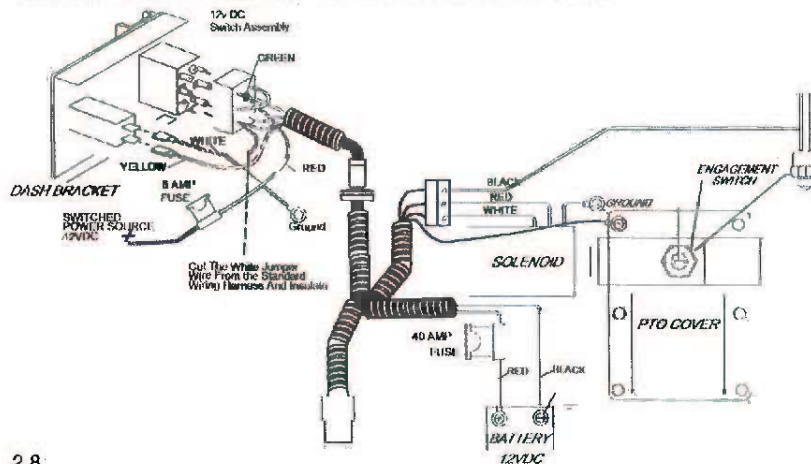 12v DC
Switch Assembly
GREEN
WHITE
YELLOW
RED
DASH BRACKET
FUSE
SWITCHED
POWER SOURCE
12VDC
Ground
Cut The White Jumper
Wire From the Standard
Wiring Harness And Insulate
BLACK
RED
WHITE
GROUND
ENGAGEMENT
SWITCH
SOLENOID
PTO COVER
40 AMP
FUSE
RED
BLACK
BATTERY
12VDC
2.8